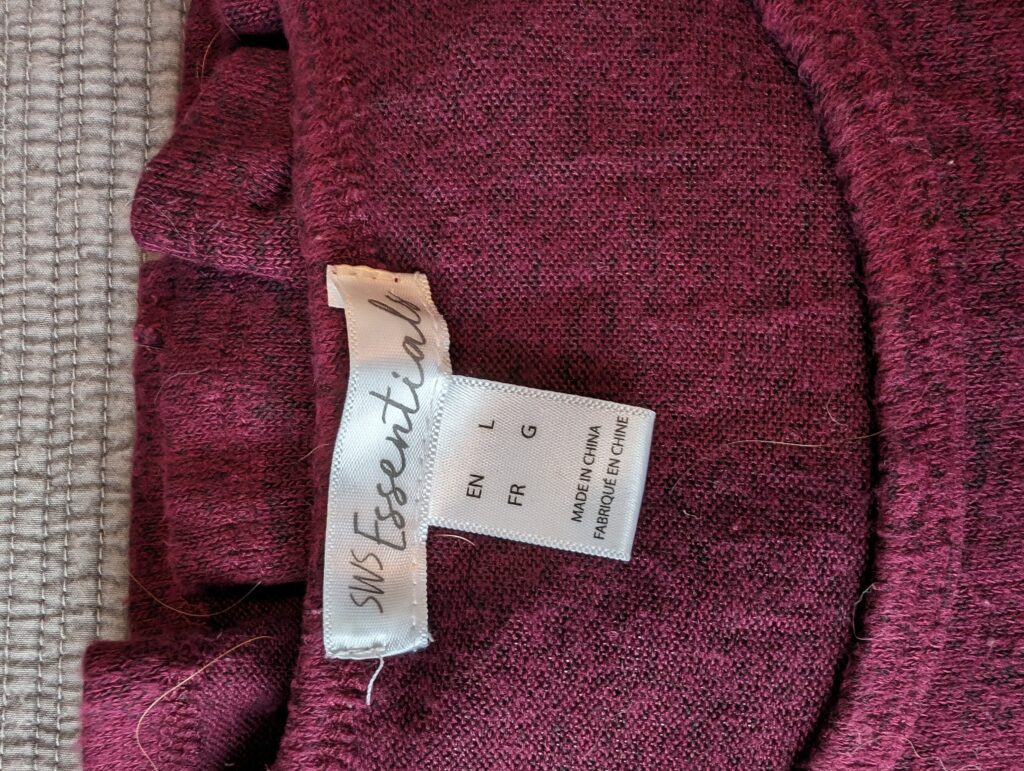 SWS Essentials
EN L
FR G
MADE IN CHINA
FABRIQUÉ EN CHINE